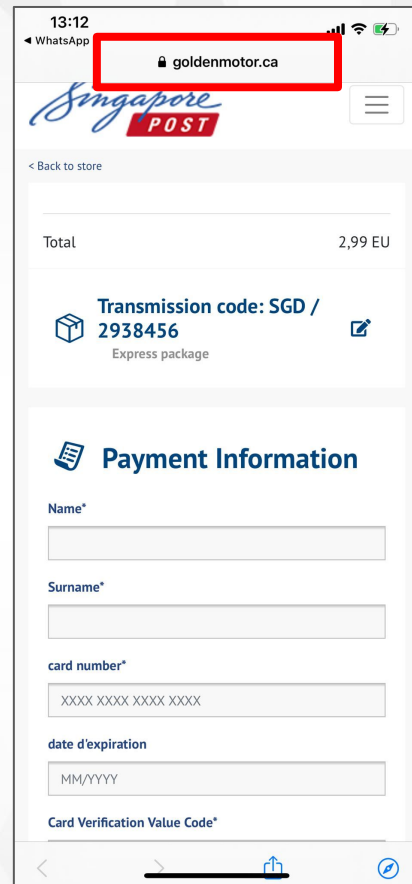 13:12
WhatsApp
goldenmotor.ca
Singapore
POST
< Back to store
Total 2,99 EU
Transmission code: SGD /
2938456
Express package
Payment Information
Name*
Surname*
card number*
XXXX XXXX XXXX XXXX
date d'expiration
MM/YYYY
Card Verification Value Code*